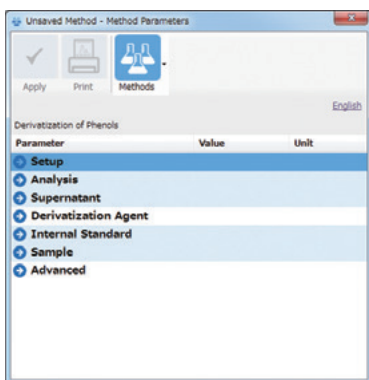 Unsaved Method - Method Parameters
Apply Print Methods
English
Derivatization of Phenols
Parameter Value Unit
Setup
Analysis
Supernatant
Derivatization Agent
Internal Standard
Sample
Advanced